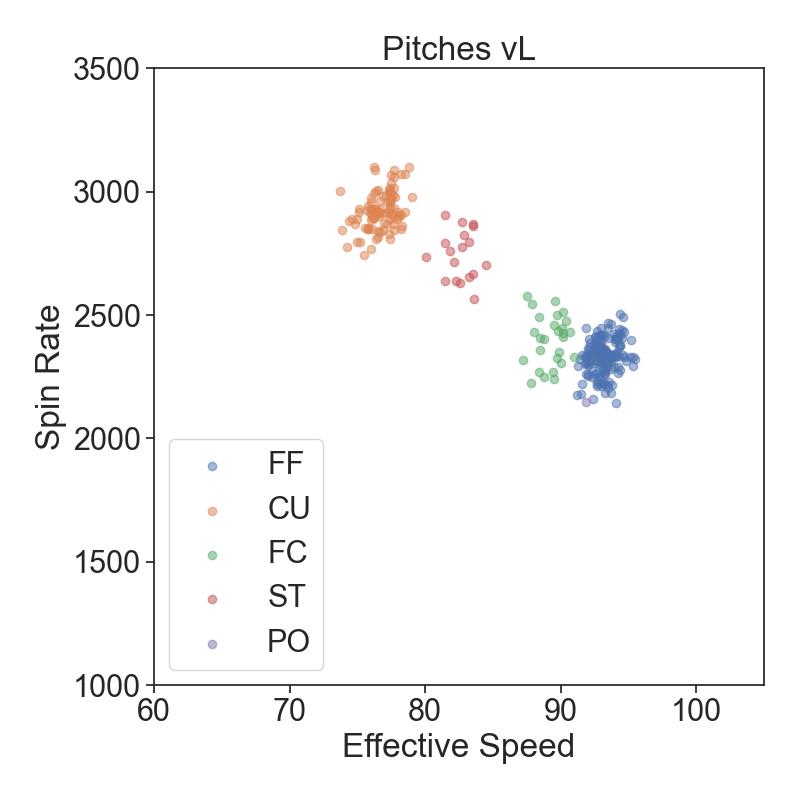 Pitches vL
3500
3000
2500
2000
1500
1000
Spin Rate
FF
CU
FC
ST
PO
60 70 80 90 100
Effective Speed